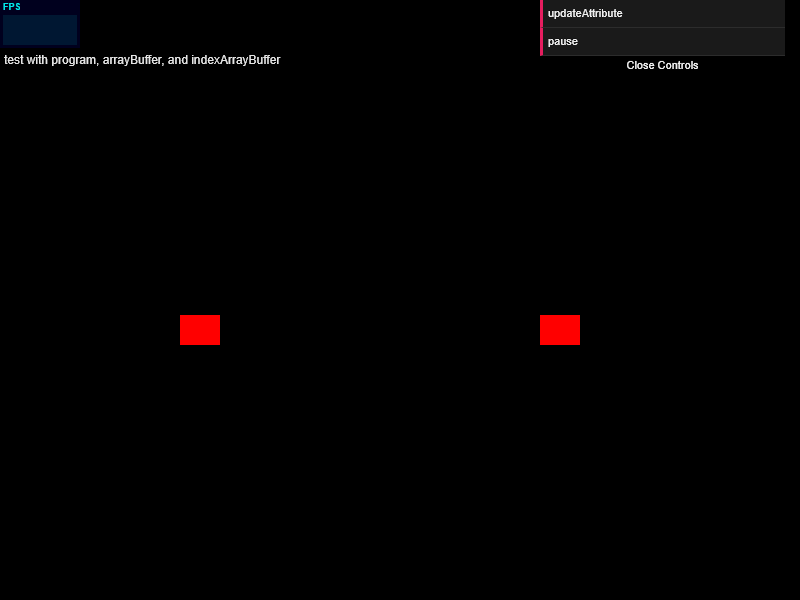 FPS
updateAttribute
pause
test with program, arrayBuffer, and indexArrayBuffer
Close Controls